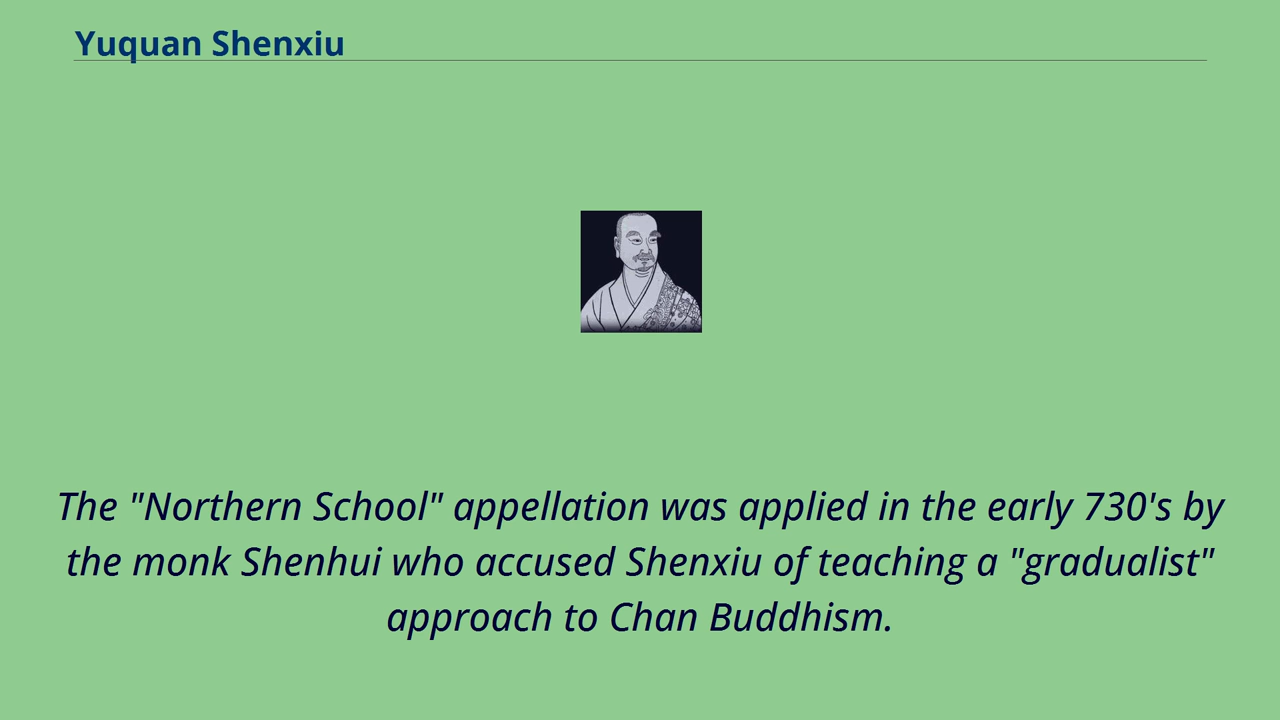 Yuquan Shenxiu
The "Northern School" appellation was applied in the early 730's by
the monk Shenhui who accused Shenxiu of teaching a "gradualist"
approach to Chan Buddhism.